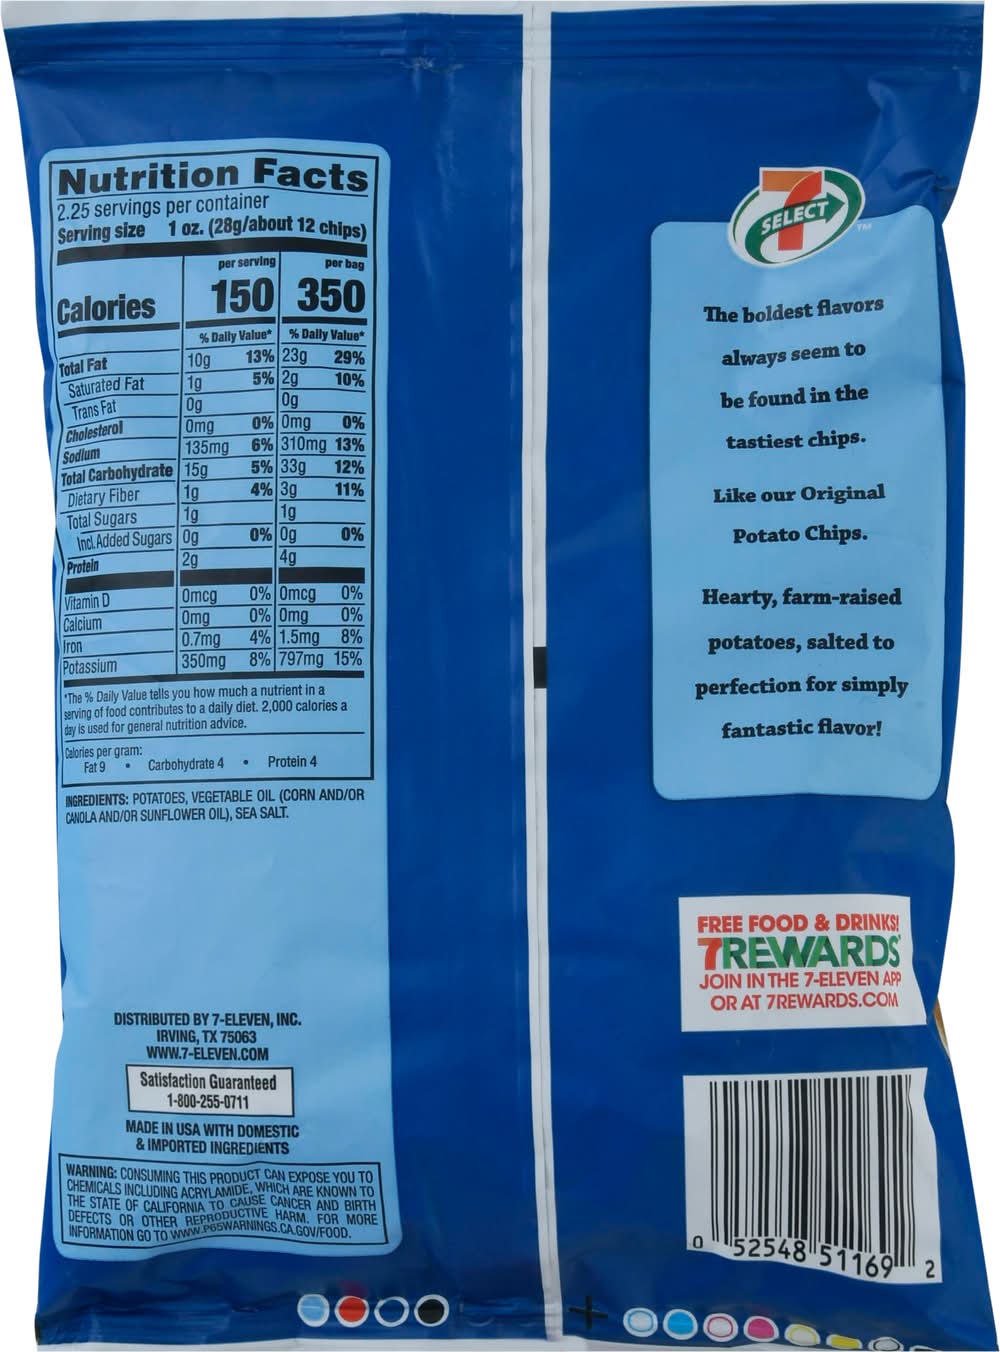 Nutrition Facts
2.25 servings per container
Serving size 1 oz. (28g/about 12 chips)
per serving per bag
Calories 150 350
% Daily Value* % Daily Value*
Total Fat 10g 13% 23g 29%
Saturated Fat 1g 5% 2g 10%
Trans Fat 0g 0g
Cholesterol 0mg 0% 0mg 0%
Sodium 135mg 6% 310mg 13%
Total Carbohydrate 15g 5% 33g 12%
Dietary Fiber 1g 4% 3g 11%
Total Sugars 1g 1g
Incl. Added Sugars 0g 0% 0g 0%
Protein 2g 4g
Vitamin D 0mcg 0% 0mcg 0%
Calcium 0mg 0% 0mg 0%
Iron 0.7mg 4% 1.5mg 8%
Potassium 350mg 8% 797mg 15%
*The % Daily Value tells you how much a nutrient in a
serving of food contributes to a daily diet. 2,000 calories a
day is used for general nutrition advice.
Calories per gram:
Fat 9 • Carbohydrate 4 • Protein 4
INGREDIENTS: POTATOES, VEGETABLE OIL (CORN AND/OR
CANOLA AND/OR SUNFLOWER OIL), SEA SALT.
DISTRIBUTED BY 7-ELEVEN, INC.
IRVING, TX 75063
WWW.7-ELEVEN.COM
Satisfaction Guaranteed
1-800-255-0711
MADE IN USA WITH DOMESTIC
& IMPORTED INGREDIENTS
WARNING: CONSUMING THIS PRODUCT CAN EXPOSE YOU TO
CHEMICALS INCLUDING ACRYLAMIDE, WHICH ARE KNOWN TO
THE STATE OF CALIFORNIA TO CAUSE CANCER AND BIRTH
DEFECTS OR OTHER REPRODUCTIVE HARM. FOR MORE
INFORMATION GO TO WWW.P65WARNINGS.CA.GOV/FOOD.
7
SELECT
TM
The boldest flavors
always seem to
be found in the
tastiest chips.
Like our Original
Potato Chips.
Hearty, farm-raised
potatoes, salted to
perfection for simply
fantastic flavor!
FREE FOOD & DRINKS!
7REWARDS
JOIN IN THE 7-ELEVEN APP
OR AT 7REWARDS.COM
0 52548 51169 2